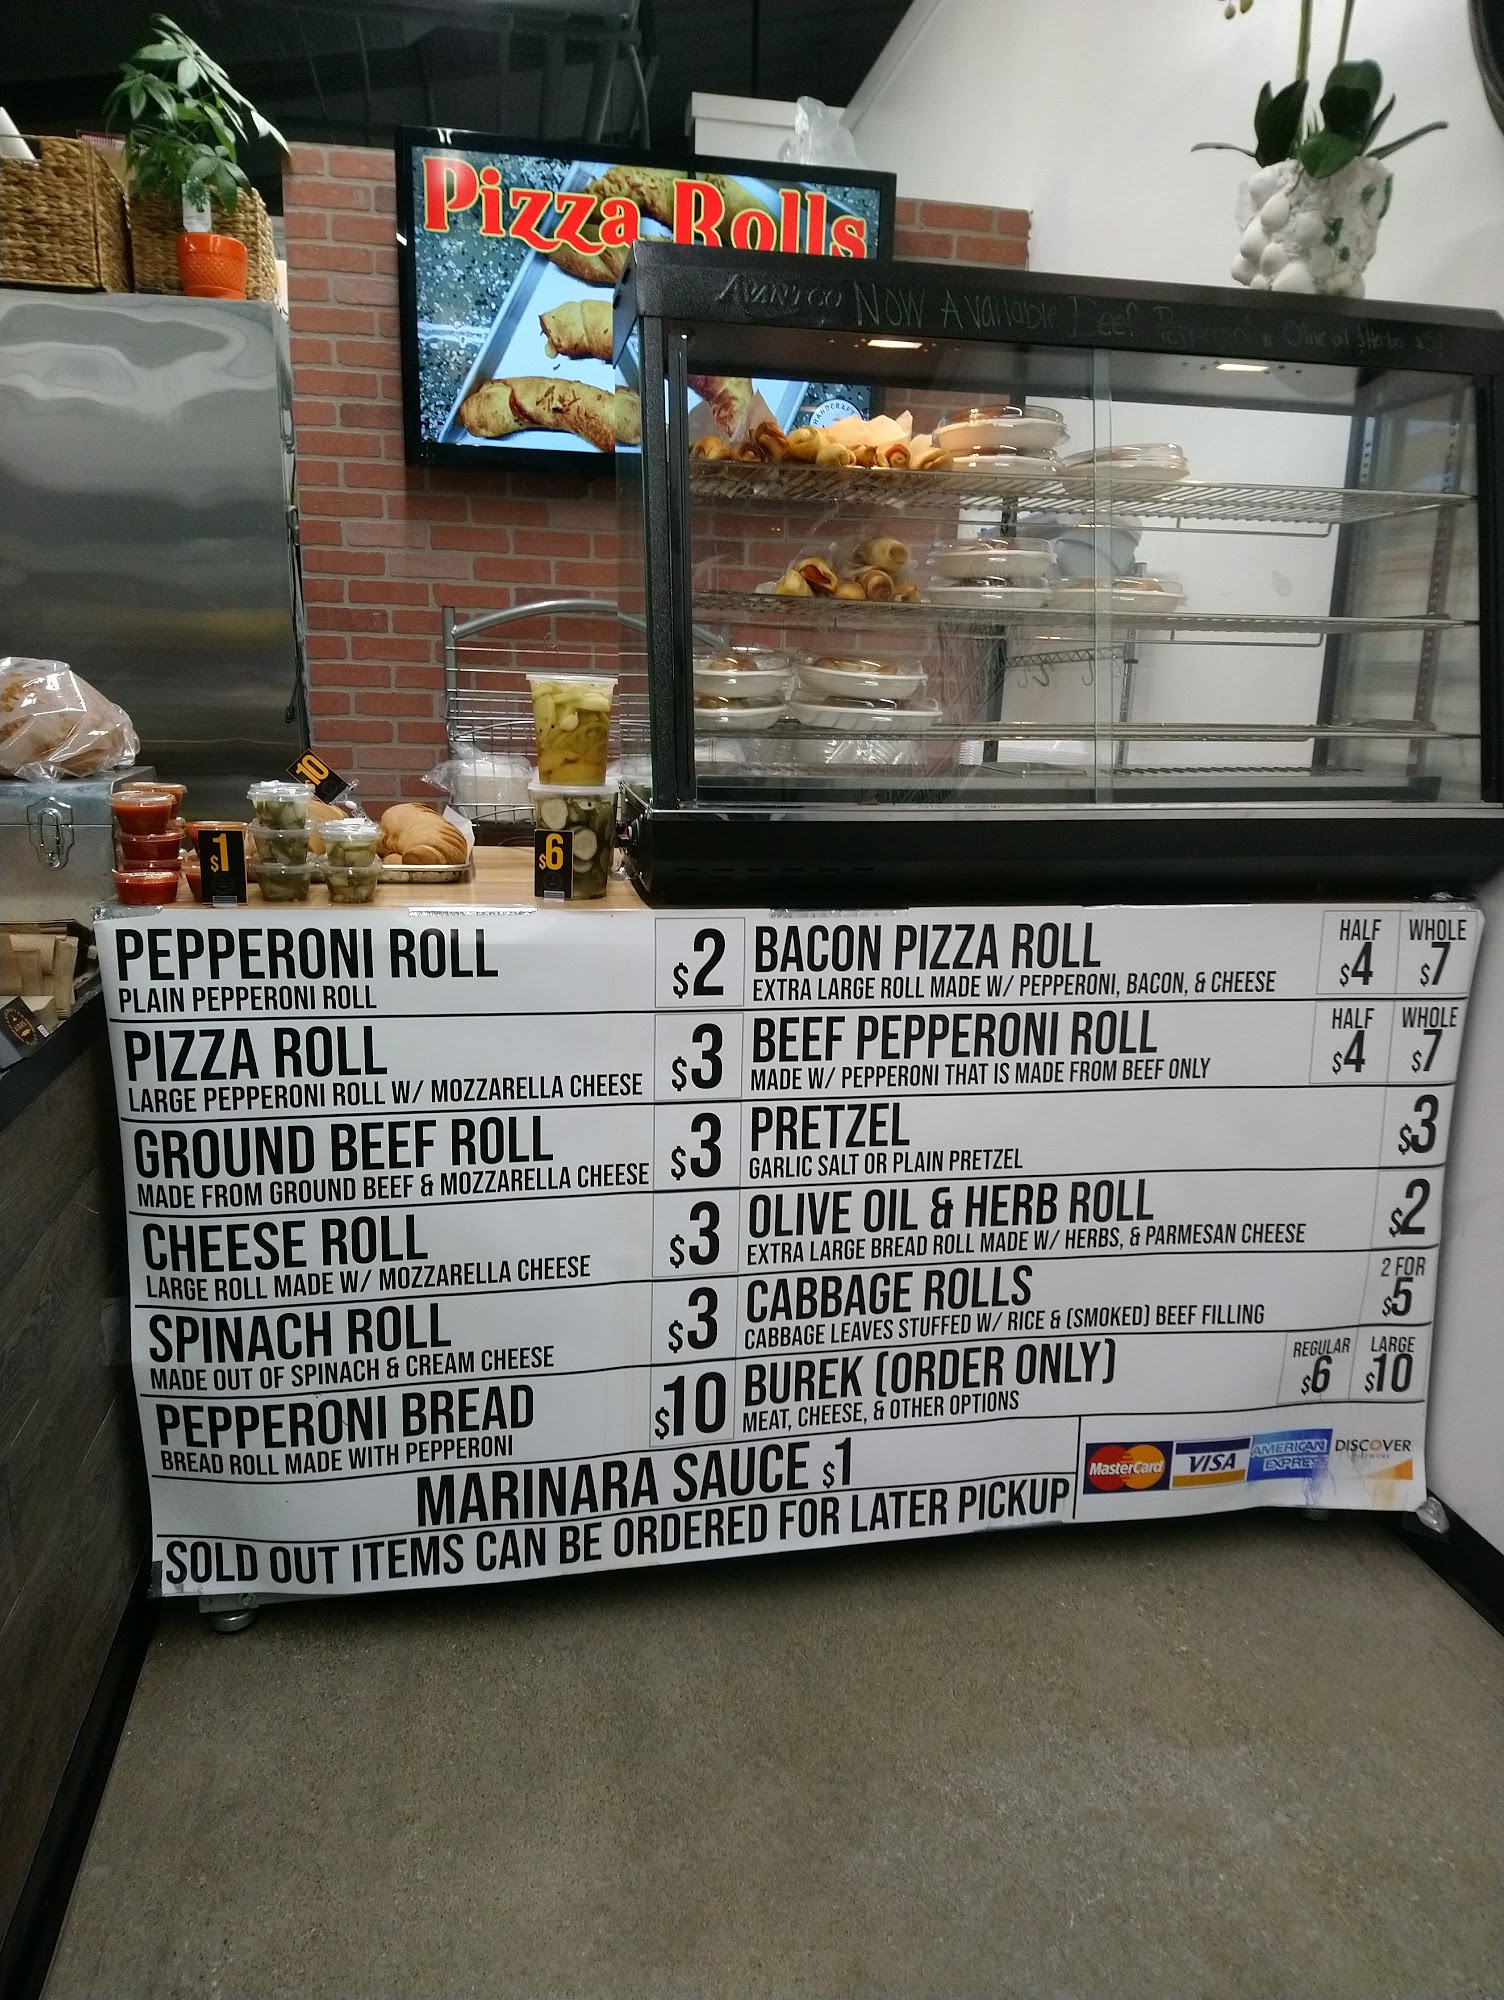 Pizza Rolls
HANDCRAFT
AVANTCO NOW Available Beef
$10
$1
$6
PEPPERONI ROLL $2
PLAIN PEPPERONI ROLL
PIZZA ROLL $3
LARGE PEPPERONI ROLL W/ MOZZARELLA CHEESE
GROUND BEEF ROLL $3
MADE FROM GROUND BEEF & MOZZARELLA CHEESE
CHEESE ROLL $3
LARGE ROLL MADE W/ MOZZARELLA CHEESE
SPINACH ROLL $3
MADE OUT OF SPINACH & CREAM CHEESE
PEPPERONI BREAD $10
BREAD ROLL MADE WITH PEPPERONI
BACON PIZZA ROLL HALF $4 WHOLE $7
EXTRA LARGE ROLL MADE W/ PEPPERONI, BACON, & CHEESE
BEEF PEPPERONI ROLL HALF $4 WHOLE $7
MADE W/ PEPPERONI THAT IS MADE FROM BEEF ONLY
PRETZEL $3
GARLIC SALT OR PLAIN PRETZEL
OLIVE OIL & HERB ROLL $2
EXTRA LARGE BREAD ROLL MADE W/ HERBS, & PARMESAN CHEESE
CABBAGE ROLLS 2 FOR $5
CABBAGE LEAVES STUFFED W/ RICE & (SMOKED) BEEF FILLING
BUREK (ORDER ONLY) REGULAR $6 LARGE $10
MEAT, CHEESE, & OTHER OPTIONS
MARINARA SAUCE $1
SOLD OUT ITEMS CAN BE ORDERED FOR LATER PICKUP
MasterCard VISA AMERICAN EXPRESS DISCOVER